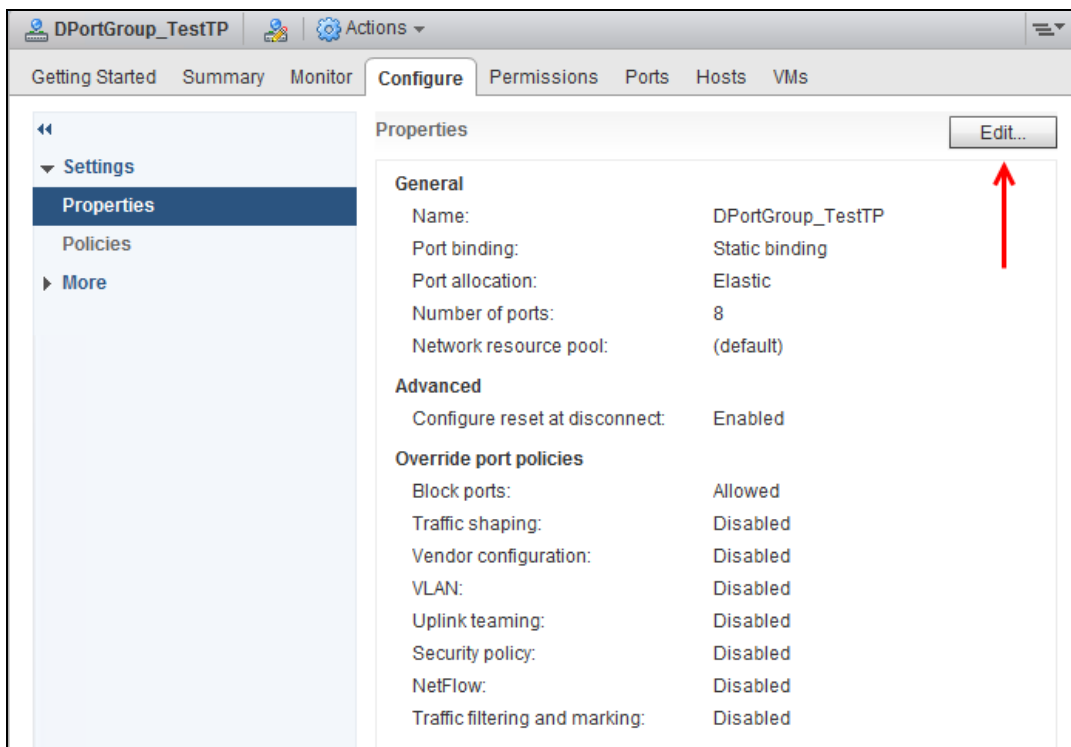 DPortGroup_TestTP Actions
Getting Started Summary Monitor Configure Permissions Ports Hosts VMs
Settings
Properties
Policies
More
Properties
Edit...
General
Name: DPortGroup_TestTP
Port binding: Static binding
Port allocation: Elastic
Number of ports: 8
Network resource pool: (default)
Advanced
Configure reset at disconnect: Enabled
Override port policies
Block ports: Allowed
Traffic shaping: Disabled
Vendor configuration: Disabled
VLAN: Disabled
Uplink teaming: Disabled
Security policy: Disabled
NetFlow: Disabled
Traffic filtering and marking: Disabled